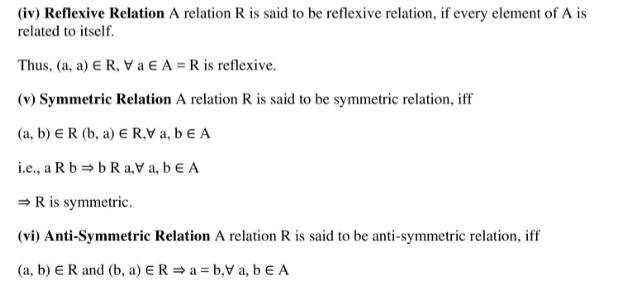 (iv) Reflexive Relation A relation R is said to be reflexive relation, if every element of A is
related to itself.
Thus, (a, a) ∈ R, ∀ a ∈ A = R is reflexive.
(v) Symmetric Relation A relation R is said to be symmetric relation, iff
(a, b) ∈ R (b, a) ∈ R,∀ a, b ∈ A
i.e., a R b ⇒ b R a,∀ a, b ∈ A
⇒ R is symmetric.
(vi) Anti-Symmetric Relation A relation R is said to be anti-symmetric relation, iff
(a, b) ∈ R and (b, a) ∈ R ⇒ a = b,∀ a, b ∈ A